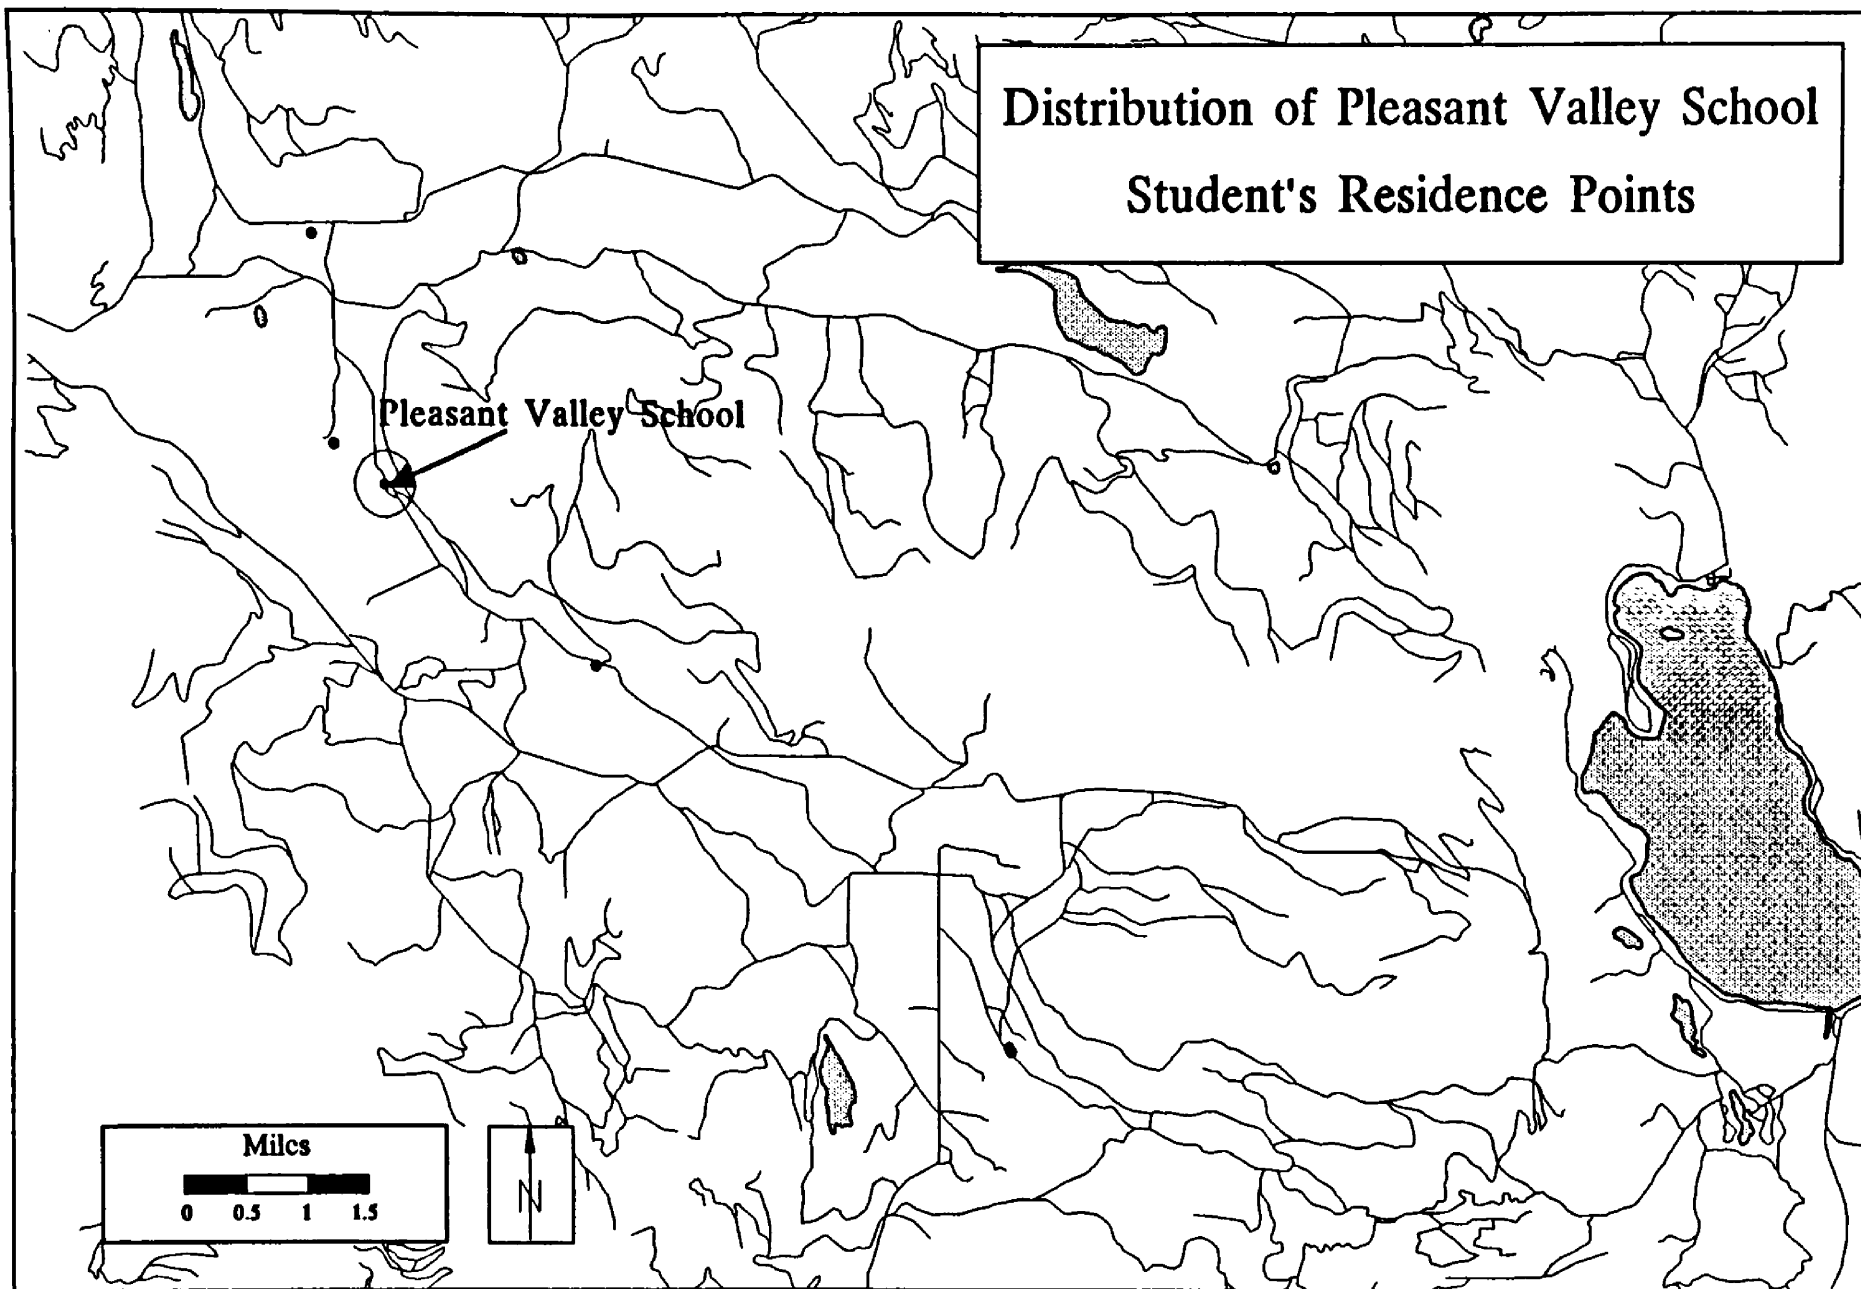 Distribution of Pleasant Valley School
Student's Residence Points
Pleasant Valley School
Milcs
0 0.5 1 1.5
N